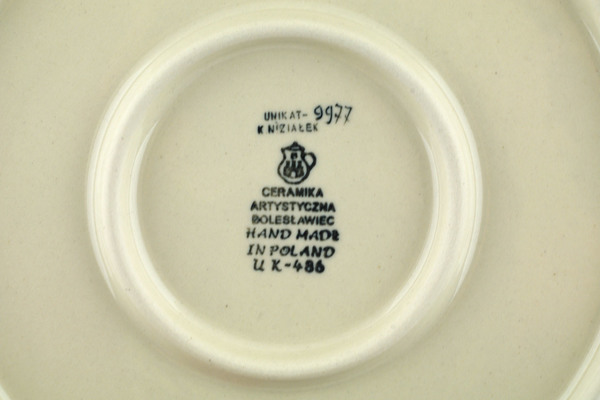 UNIKAT- 9977
K.NIZIAŁEK
CERAMIKA
ARTYSTYCZNA
BOLESŁAWIEC
HAND MADE
IN POLAND
U K-486